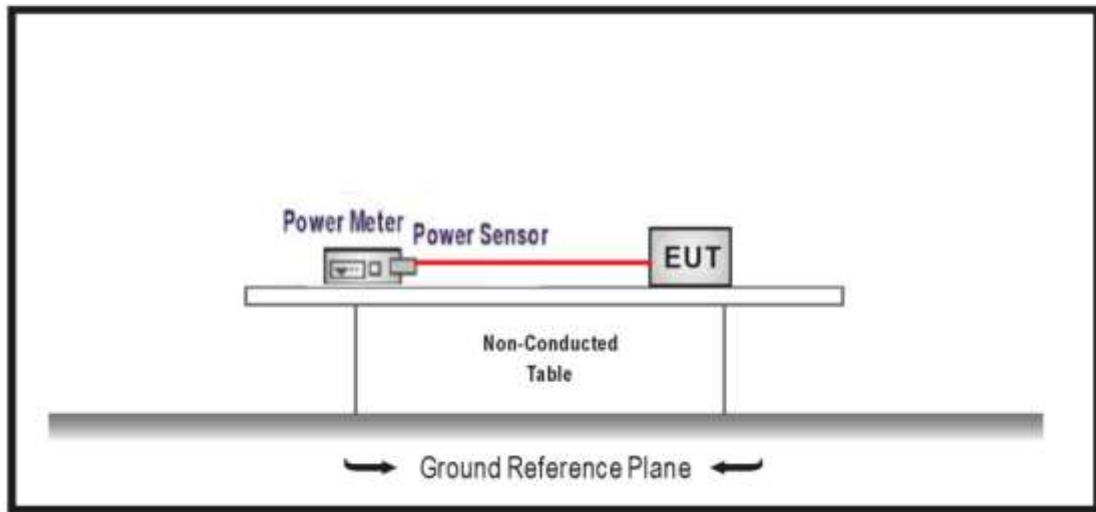 Power Meter
Power Sensor
EUT
Non-Conducted
Table
Ground Reference Plane